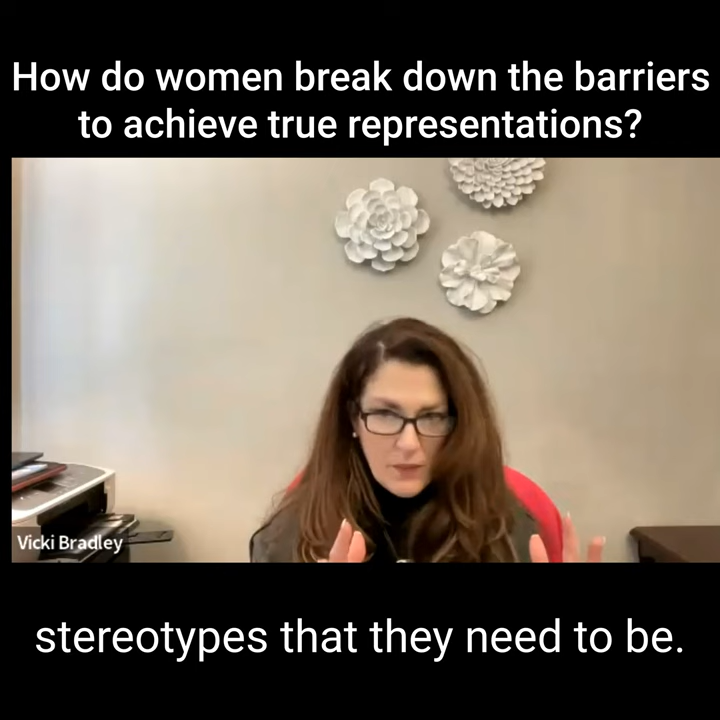 How do women break down the barriers
to achieve true representations?
Vicki Bradley
stereotypes that they need to be.